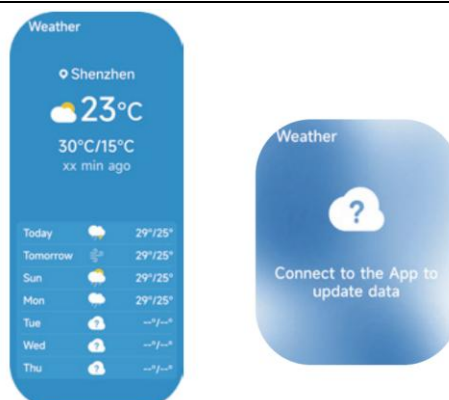 Weather
Shenzhen
23°C
30°C/15°C
xx min ago
Today 29°/25°
Tomorrow 29°/25°
Sun 29°/25°
Mon 29°/25°
Tue ? --°/--°
Wed ? --°/--°
Thu ? --°/--°
Weather
?
Connect to the App to
update data